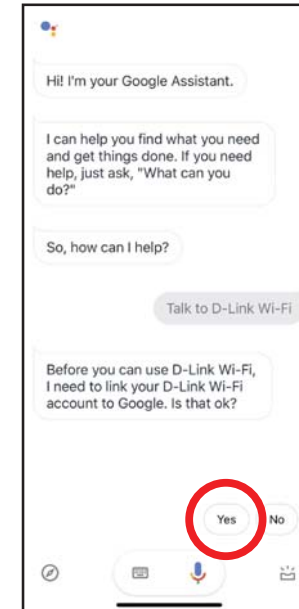 Hi! I'm your Google Assistant.
I can help you find what you need
and get things done. If you need
help, just ask, "What can you
do?"
So, how can I help?
Talk to D-Link Wi-Fi
Before you can use D-Link Wi-Fi,
I need to link your D-Link Wi-Fi
account to Google. Is that ok?
Yes No